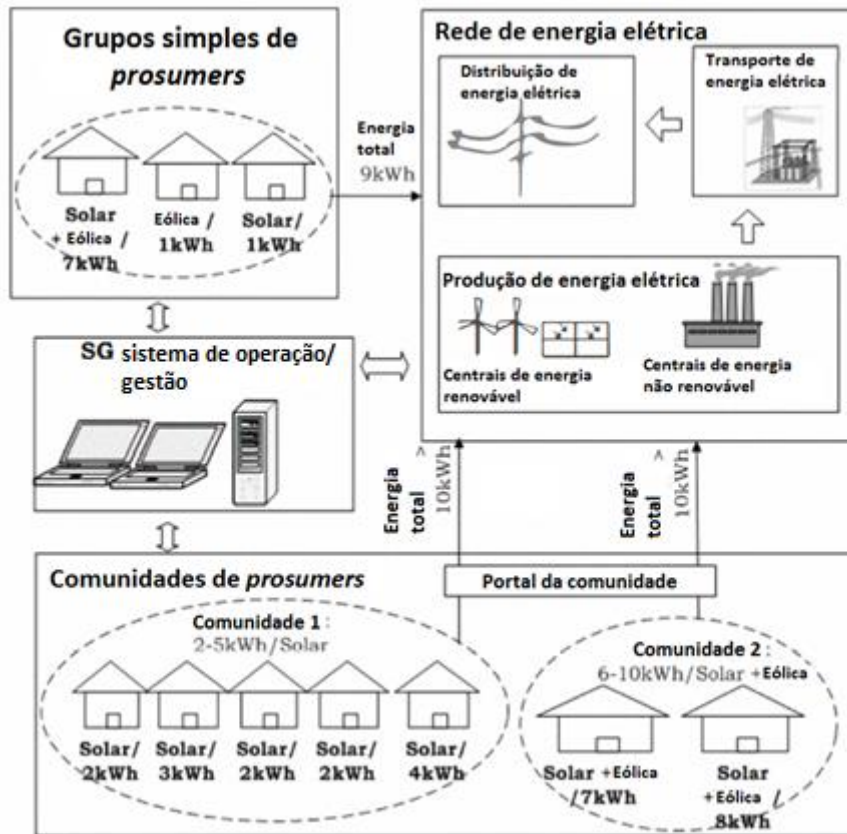 Grupos simples de
prosumers
Solar
+ Eólica /
7kWh
Eólica /
1kWh
Solar/
1kWh
Energia
total
9kWh
Rede de energia elétrica
Distribuição de
energia elétrica
Transporte de
energia elétrica
Produção de energia elétrica
Centrais de energia
renovável
Centrais de energia
não renovável
SG sistema de operação/
gestão
Energia
total >
10kWh
Energia
total >
10kWh
Comunidades de prosumers
Portal da comunidade
Comunidade 1 :
2-5kWh/Solar
Solar/
2kWh
Solar/
3kWh
Solar/
2kWh
Solar/
2kWh
Solar/
4kWh
Comunidade 2 :
6-10kWh/Solar +Eólica
Solar +Eólica
/7kWh
Solar
+Eólica /
8kWh